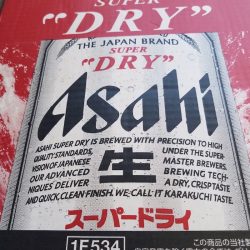 SUPER
"DRY"
THE JAPAN BRAND
SUPER
"DRY"
Asahi
ASAHI SUPER DRY IS BREWED WITH PRECISION TO HIGH
QUALITY STANDARDS UNDER THE SUPER-
VISION OF JAPANESE MASTER BREWERS.
OUR ADVANCED 生 BREWING TECH-
NIQUES DELIVER A DRY, CRISP TASTE
AND QUICK, CLEAN FINISH. WE CALL IT KARAKUCHI TASTE.
スーパードライ
1F534
この商品の当